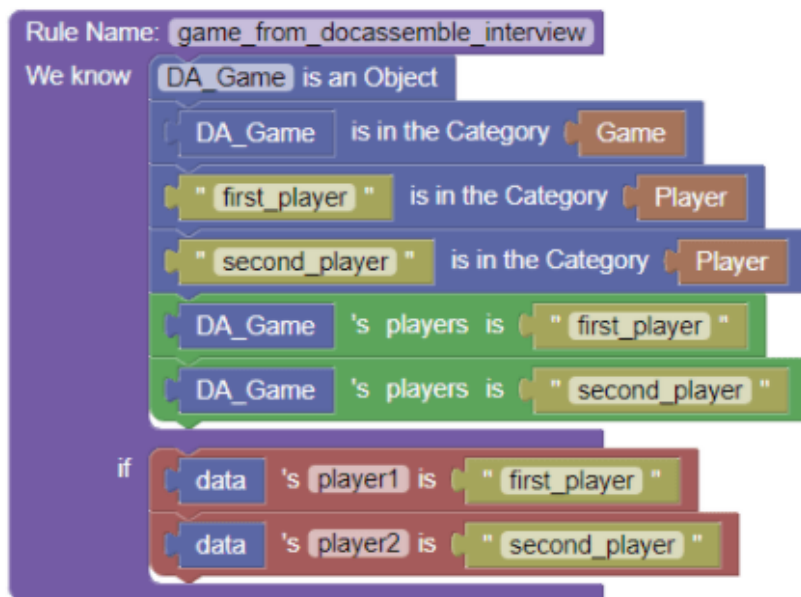 Rule Name: game_from_docassemble_interview
We know DA_Game is an Object
DA_Game is in the Category Game
" first_player " is in the Category Player
" second_player " is in the Category Player
DA_Game 's players is " first_player "
DA_Game 's players is " second_player "
if data 's player1 is " first_player "
data 's player2 is " second_player "